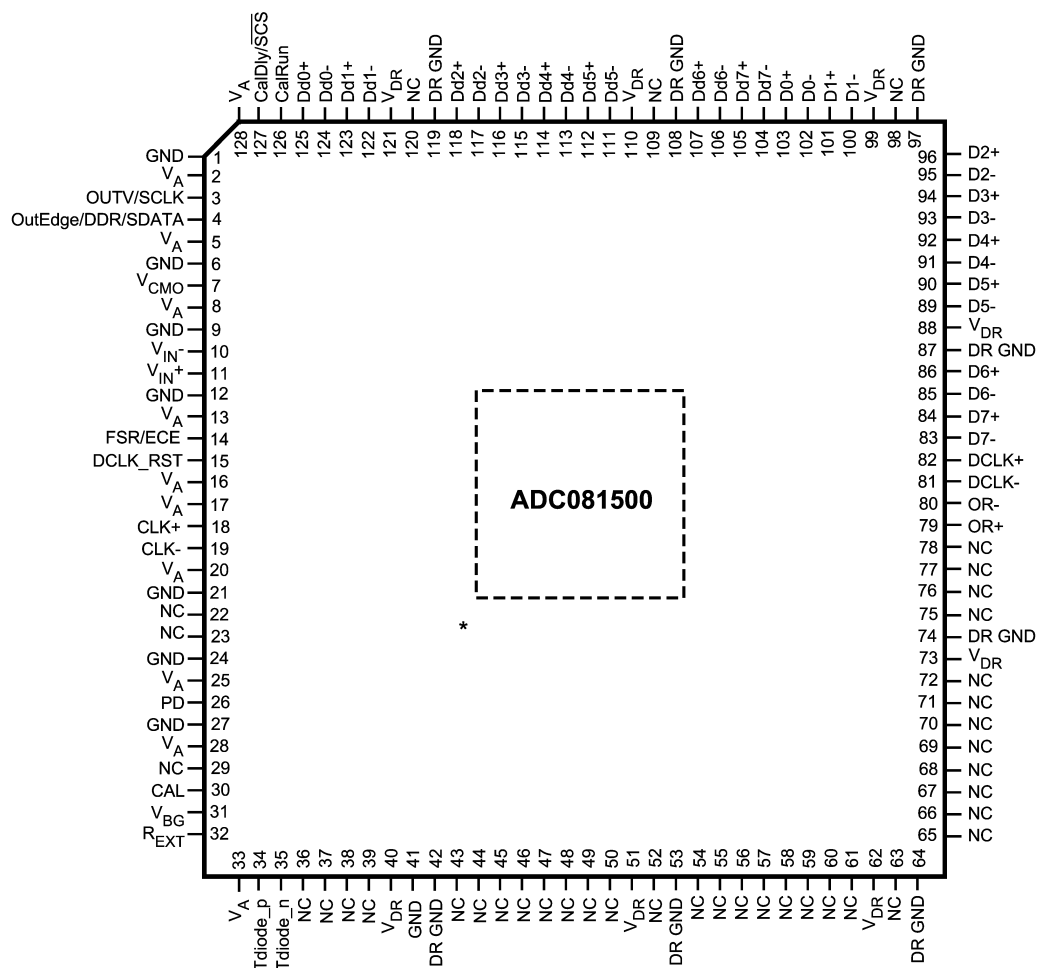 V_A CalDly/SCS CalRun Dd0+ Dd0- Dd1+ Dd1- V_DR NC DR GND Dd2+ Dd2- Dd3+ Dd3- Dd4+ Dd4- Dd5+ Dd5- V_DR NC DR GND Dd6+ Dd6- Dd7+ Dd7- D0+ D0- D1+ D1- V_DR NC DR GND
128 127 126 125 124 123 122 121 120 119 118 117 116 115 114 113 112 111 110 109 108 107 106 105 104 103 102 101 100 99 98 97
GND 1 96 D2+
V_A 2 95 D2-
OUTV/SCLK 3 94 D3+
OutEdge/DDR/SDATA 4 93 D3-
V_A 5 92 D4+
GND 6 91 D4-
V_CMO 7 90 D5+
V_A 8 89 D5-
GND 9 88 V_DR
V_IN- 10 87 DR GND
V_IN+ 11 86 D6+
GND 12 85 D6-
V_A 13 84 D7+
FSR/ECE 14 83 D7-
DCLK_RST 15 82 DCLK+
V_A 16 81 DCLK-
V_A 17 80 OR-
ADC081500
CLK+ 18 79 OR+
CLK- 19 78 NC
V_A 20 77 NC
GND 21 76 NC
NC 22 75 NC
*
NC 23 74 DR GND
GND 24 73 V_DR
V_A 25 72 NC
PD 26 71 NC
GND 27 70 NC
V_A 28 69 NC
NC 29 68 NC
CAL 30 67 NC
V_BG 31 66 NC
R_EXT 32 65 NC
33 34 35 36 37 38 39 40 41 42 43 44 45 46 47 48 49 50 51 52 53 54 55 56 57 58 59 60 61 62 63 64
V_A Tdiode_p Tdiode_n NC NC NC NC V_DR GND DR GND NC NC NC NC NC NC NC NC V_DR NC DR GND NC NC NC NC NC NC NC NC V_DR NC DR GND